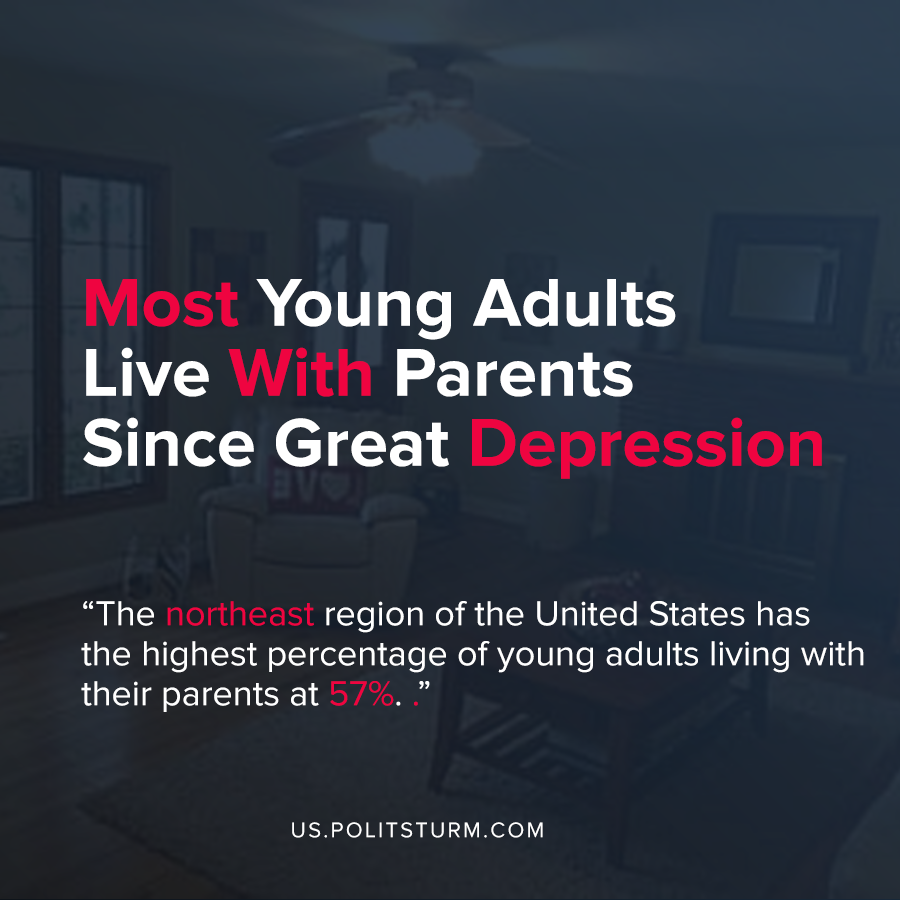 Most Young Adults
Live With Parents
Since Great Depression
“The northeast region of the United States has
the highest percentage of young adults living with
their parents at 57%. .”
US.POLITSTURM.COM